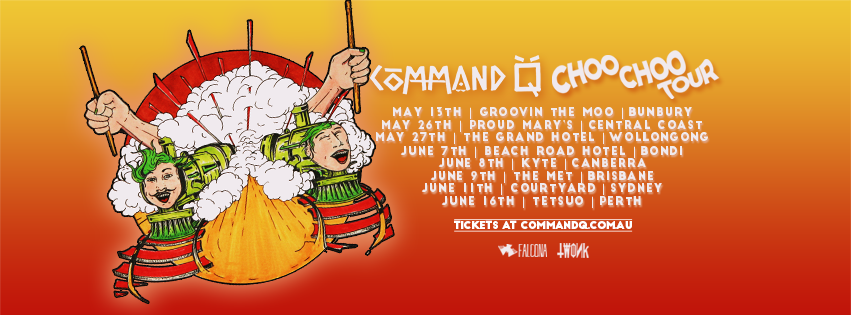 COMMAND Q CHOO CHOO TOUR
MAY 13TH | GROOVIN THE MOO | BUNBURY
MAY 26TH | PROUD MARY'S | CENTRAL COAST
MAY 27TH | THE GRAND HOTEL | WOLLONGONG
JUNE 7TH | BEACH ROAD HOTEL | BONDI
JUNE 8TH | KYTE | CANBERRA
JUNE 9TH | THE MET | BRISBANE
JUNE 11TH | COURTYARD | SYDNEY
JUNE 16TH | TETSUO | PERTH
TICKETS AT COMMANDQ.COM.AU
FALCONA TWONK